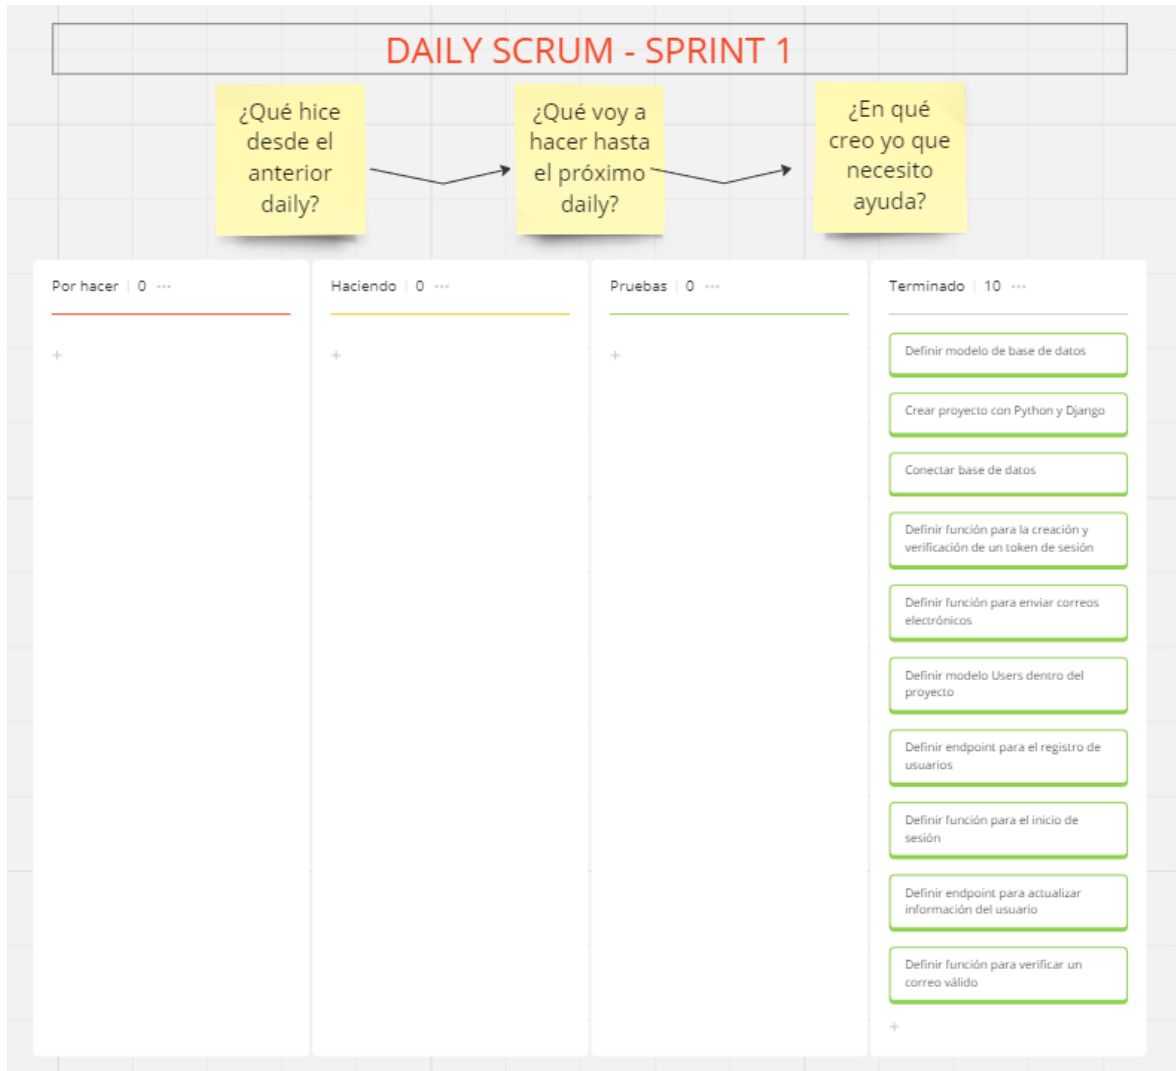 DAILY SCRUM - SPRINT 1
¿Qué hice
desde el
anterior
daily?
¿Qué voy a
hacer hasta
el próximo
daily?
¿En qué
creo yo que
necesito
ayuda?
Por hacer | 0 ...
+
Haciendo | 0 ...
+
Pruebas | 0 ...
+
Terminado | 10 ...
Definir modelo de base de datos
Crear proyecto con Python y Django
Conectar base de datos
Definir función para la creación y
verificación de un token de sesión
Definir función para enviar correos
electrónicos
Definir modelo Users dentro del
proyecto
Definir endpoint para el registro de
usuarios
Definir función para el inicio de
sesión
Definir endpoint para actualizar
información del usuario
Definir función para verificar un
correo válido
+